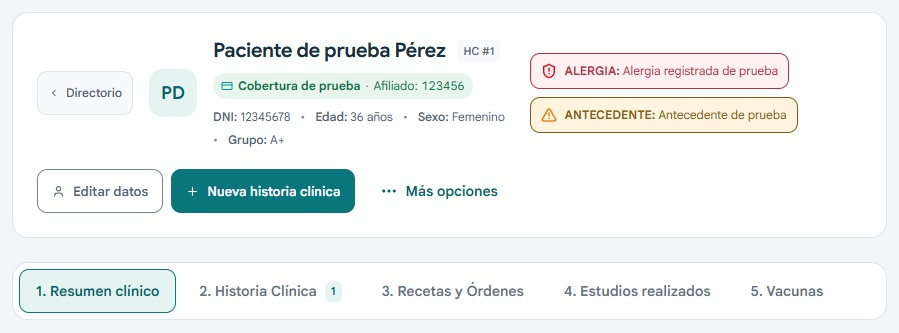 Directorio
PD
Paciente de prueba Pérez HC #1
Cobertura de prueba · Afiliado: 123456
DNI: 12345678 • Edad: 36 años • Sexo: Femenino
• Grupo: A+
ALERGIA: Alergia registrada de prueba
ANTECEDENTE: Antecedente de prueba
Editar datos
+ Nueva historia clínica
••• Más opciones
1. Resumen clínico
2. Historia Clínica 1
3. Recetas y Órdenes
4. Estudios realizados
5. Vacunas